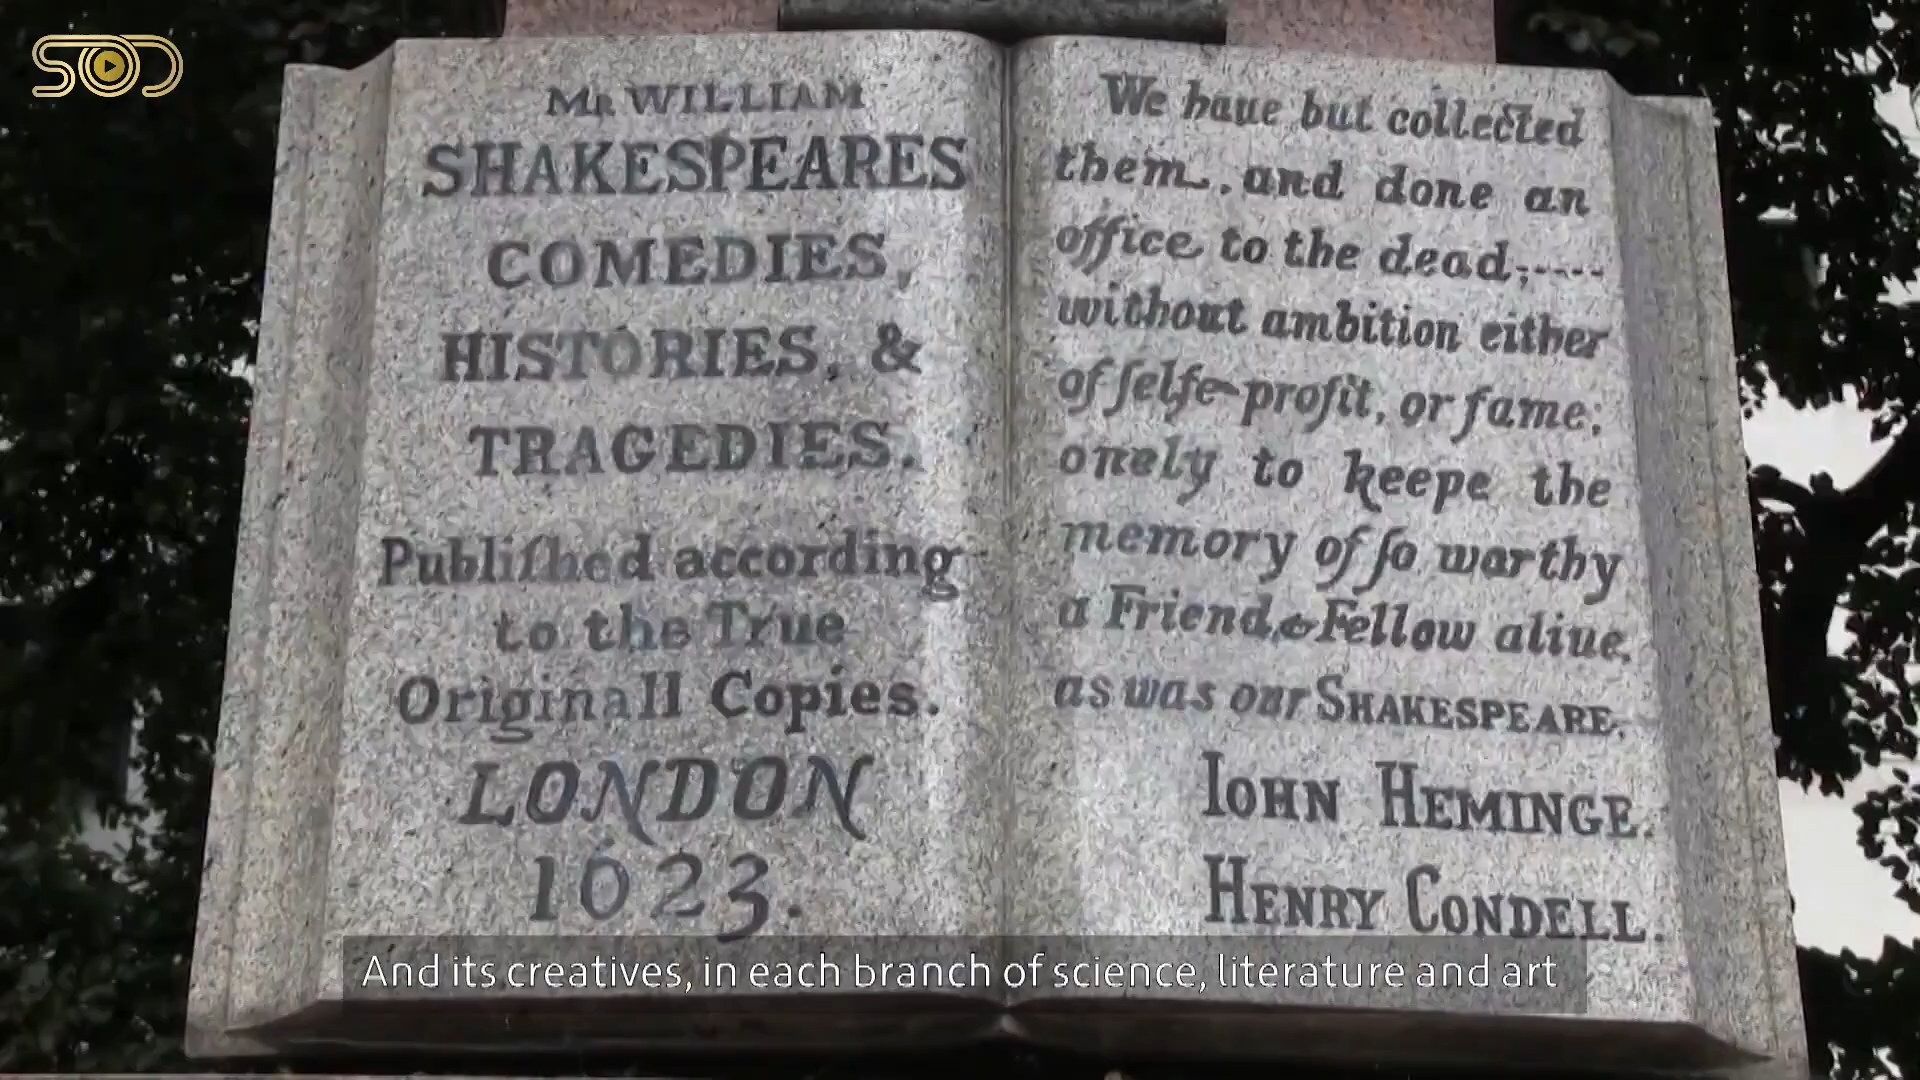 SOD
Mr. WILLIAM
SHAKESPEARES
COMEDIES,
HISTORIES, &
TRAGEDIES.
Publiſhed according
to the True
Originall Copies.
LONDON
1623.
We haue but collected
them.. and done an
office to the dead;-----
without ambition either
of ſelfe-profit, or fame;
onely to keepe the
memory of ſo worthy
a Friend, & Fellow aliue,
as was our SHAKESPEARE.
IOHN HEMINGE.
HENRY CONDELL.
And its creatives, in each branch of science, literature and art